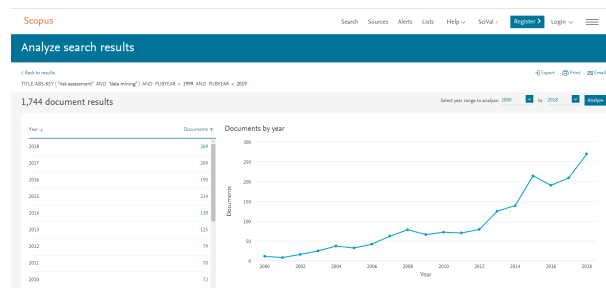 Scopus
Search Sources Alerts Lists Help SciVal Register Login
Analyze search results
Back to results
Export Print Email
TITLE-ABS-KEY ( "risk assessment" AND "data mining" ) AND PUBYEAR > 1999 AND PUBYEAR < 2019
1,744 document results
Select year range to analyze: 2000 to 2018 Analyze
Year Documents
Documents by year
2018 269
2017 209
2016 190
2015 214
2014 139
2013 125
2012 79
2011 70
2010 72
Documents
300
250
200
150
100
50
0
2000 2002 2004 2006 2008 2010 2012 2014 2016 2018
Year